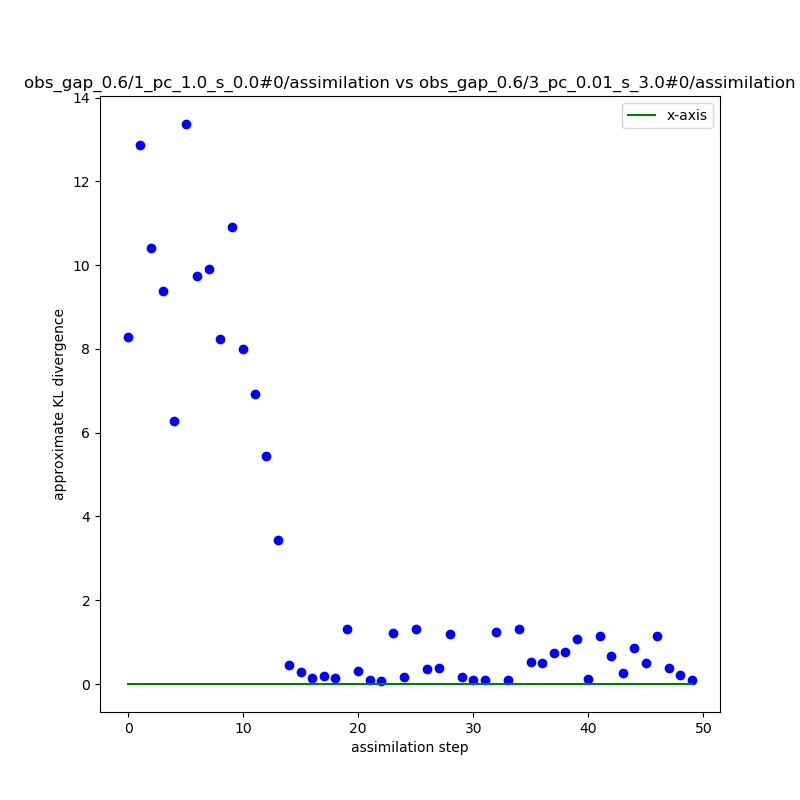 obs_gap_0.6/1_pc_1.0_s_0.0#0/assimilation vs obs_gap_0.6/3_pc_0.01_s_3.0#0/assimilation
x-axis
14
12
10
8
6
4
2
0
approximate KL divergence
0 10 20 30 40 50
assimilation step